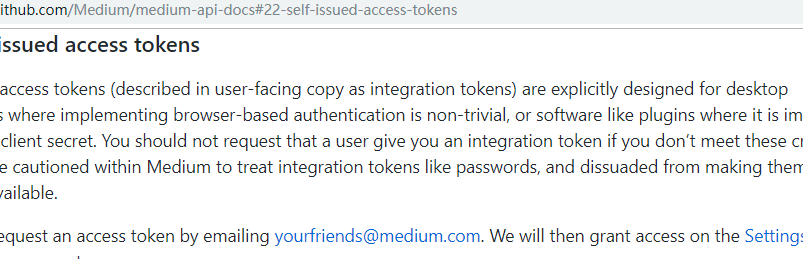 ithub.com/Medium/medium-api-docs#22-self-issued-access-tokens
issued access tokens
access tokens (described in user-facing copy as integration tokens) are explicitly designed for desktop
s where implementing browser-based authentication is non-trivial, or software like plugins where it is im
client secret. You should not request that a user give you an integration token if you don’t meet these cr
e cautioned within Medium to treat integration tokens like passwords, and dissuaded from making them
vailable.
equest an access token by emailing yourfriends@medium.com. We will then grant access on the Settings